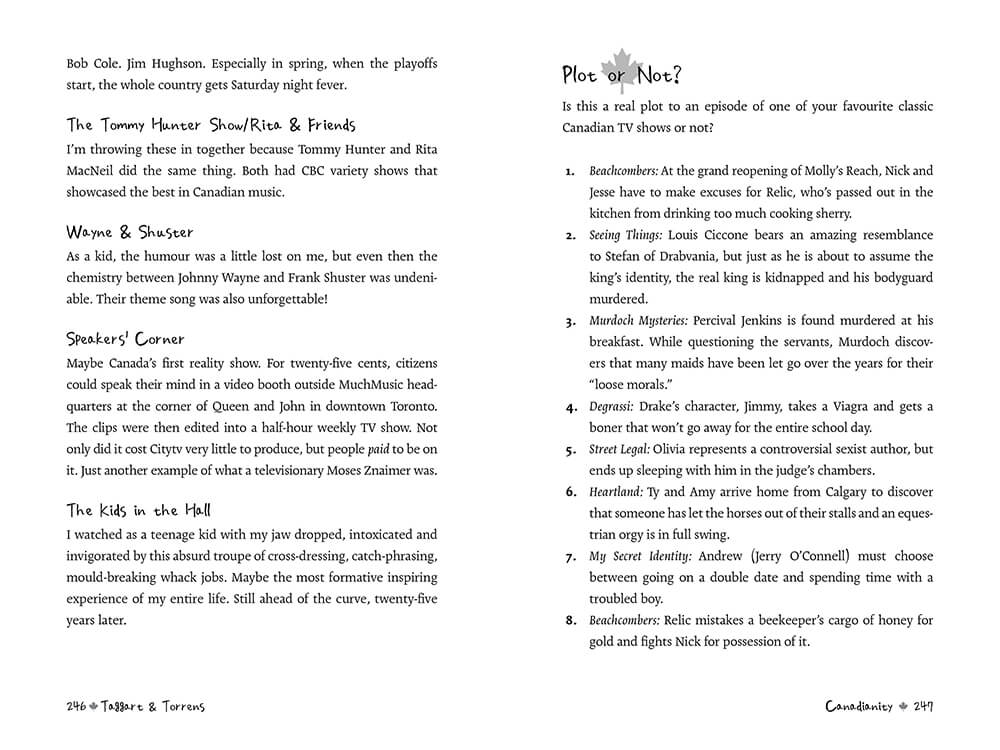 Bob Cole. Jim Hughson. Especially in spring, when the playoffs
start, the whole country gets Saturday night fever.
The Tommy Hunter Show/Rita & Friends
I'm throwing these in together because Tommy Hunter and Rita
MacNeil did the same thing. Both had CBC variety shows that
showcased the best in Canadian music.
Wayne & Shuster
As a kid, the humour was a little lost on me, but even then the
chemistry between Johnny Wayne and Frank Shuster was undeni-
able. Their theme song was also unforgettable!
Speakers' Corner
Maybe Canada's first reality show. For twenty-five cents, citizens
could speak their mind in a video booth outside MuchMusic head-
quarters at the corner of Queen and John in downtown Toronto.
The clips were then edited into a half-hour weekly TV show. Not
only did it cost Citytv very little to produce, but people paid to be on
it. Just another example of what a televisionary Moses Znaimer was.
The Kids in the Hall
I watched as a teenage kid with my jaw dropped, intoxicated and
invigorated by this absurd troupe of cross-dressing, catch-phrasing,
mould-breaking whack jobs. Maybe the most formative inspiring
experience of my entire life. Still ahead of the curve, twenty-five
years later.
246 Taggart & Torrens
Plot or Not?
Is this a real plot to an episode of one of your favourite classic
Canadian TV shows or not?
1. Beachcombers: At the grand reopening of Molly's Reach, Nick and
Jesse have to make excuses for Relic, who's passed out in the
kitchen from drinking too much cooking sherry.
2. Seeing Things: Louis Ciccone bears an amazing resemblance
to Stefan of Drabvania, but just as he is about to assume the
king's identity, the real king is kidnapped and his bodyguard
murdered.
3. Murdoch Mysteries: Percival Jenkins is found murdered at his
breakfast. While questioning the servants, Murdoch discov-
ers that many maids have been let go over the years for their
"loose morals."
4. Degrassi: Drake's character, Jimmy, takes a Viagra and gets a
boner that won't go away for the entire school day.
5. Street Legal: Olivia represents a controversial sexist author, but
ends up sleeping with him in the judge's chambers.
6. Heartland: Ty and Amy arrive home from Calgary to discover
that someone has let the horses out of their stalls and an eques-
trian orgy is in full swing.
7. My Secret Identity: Andrew (Jerry O'Connell) must choose
between going on a double date and spending time with a
troubled boy.
8. Beachcombers: Relic mistakes a beekeeper's cargo of honey for
gold and fights Nick for possession of it.
Canadianity 247